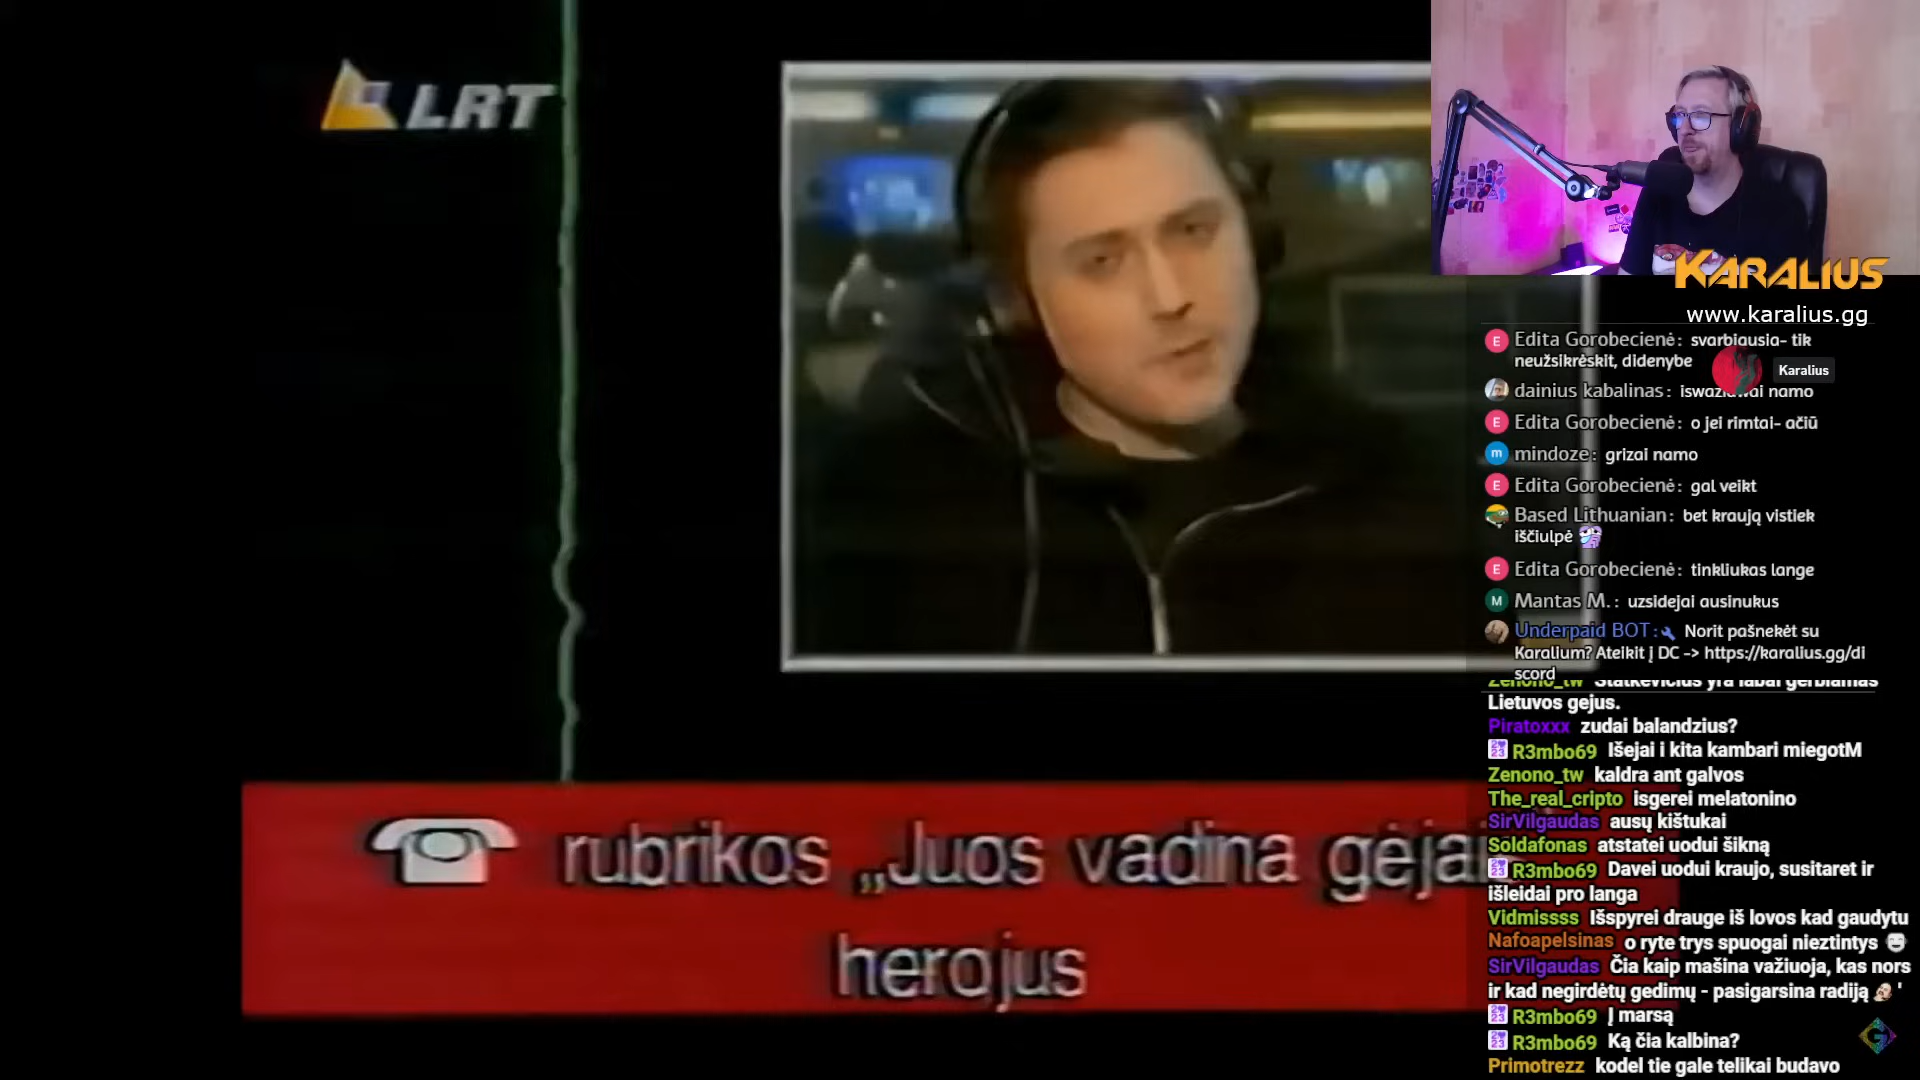 LRT
rubrikos „Juos vadina gėjais
herojus
KARALIUS
www.karalius.gg
Edita Gorobecienė: svarbiausia- tik
neužsikrėskit, didenybe
Karalius
dainius kabalinas: namo
Edita Gorobecienė: o jei rimtai- ačiū
mindoze: grizai namo
Edita Gorobecienė: gal veikt
Based Lithuanian: bet kraują vistiek
iščiulpė
Edita Gorobecienė: tinkliukas lange
Mantas M.: uzsidejai ausinukus
Underpaid BOT: Norit pašnekėt su
Karalium? Ateikit į DC -> https://karalius.gg/di
scord
Zenono_tw Statkevicius yra labai gerbiamas
Lietuvos gejus.
Piratoxxx zudai balandzius?
R3mbo69 Išejai i kita kambari miegotM
Zenono_tw kaldra ant galvos
The_real_cripto isgerei melatonino
SirVilgaudas ausų kištukai
Soldafonas atstatei uodui šikną
R3mbo69 Davei uodui kraujo, susitaret ir
išleidai pro langa
Vidmissss Išspyrei drauge iš lovos kad gaudytu
Nafoapelsinas o ryte trys spuogai nieztintys
SirVilgaudas Čia kaip mašina važiuoja, kas nors
ir kad negirdėtų gedimų - pasigarsina radiją '
R3mbo69 Į marsą
R3mbo69 Ką čia kalbina?
Primotrezz kodel tie gale telikai budavo